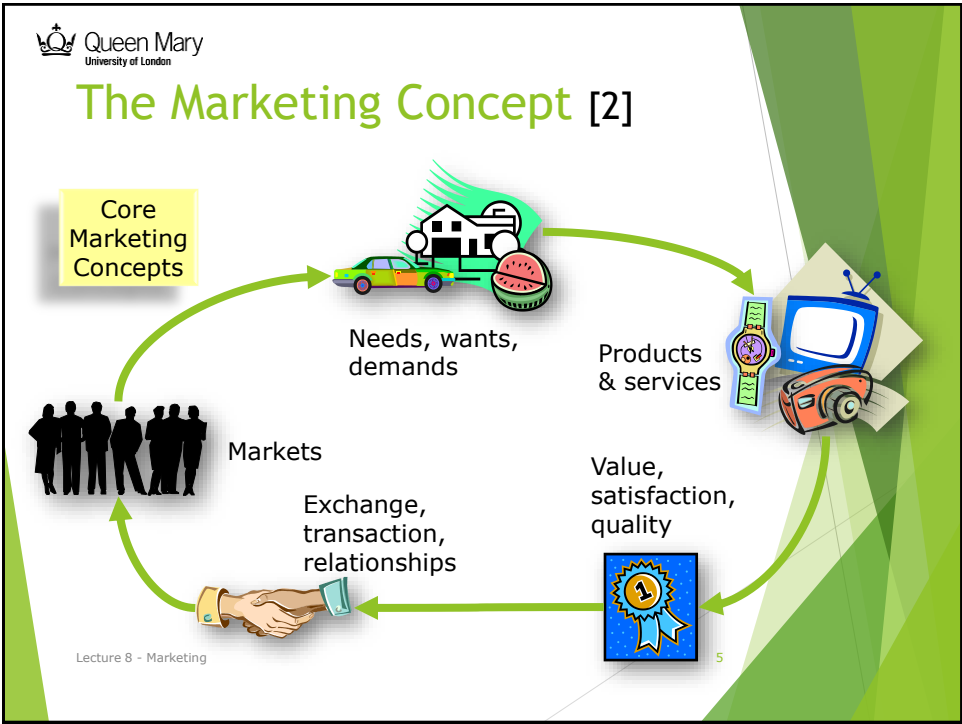 Queen Mary
University of London
The Marketing Concept [2]
Core
Marketing
Concepts
Needs, wants,
demands
Products
& services
Value,
satisfaction,
quality
1
Exchange,
transaction,
relationships
Markets
Lecture 8 - Marketing
5